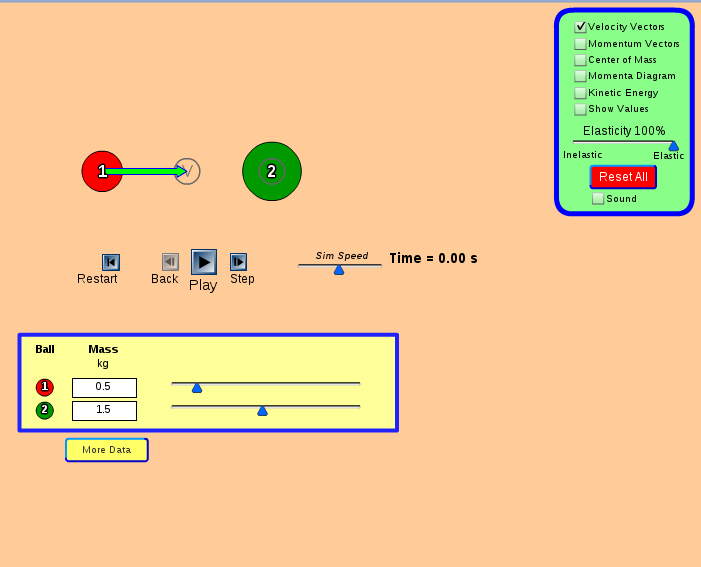 Velocity Vectors
Momentum Vectors
Center of Mass
Momenta Diagram
Kinetic Energy
Show Values
Elasticity 100%
Inelastic Elastic
Reset All
Sound
1 V 2
Sim Speed Time = 0.00 s
Restart Back Play Step
Ball Mass
kg
1 0.5
2 1.5
More Data